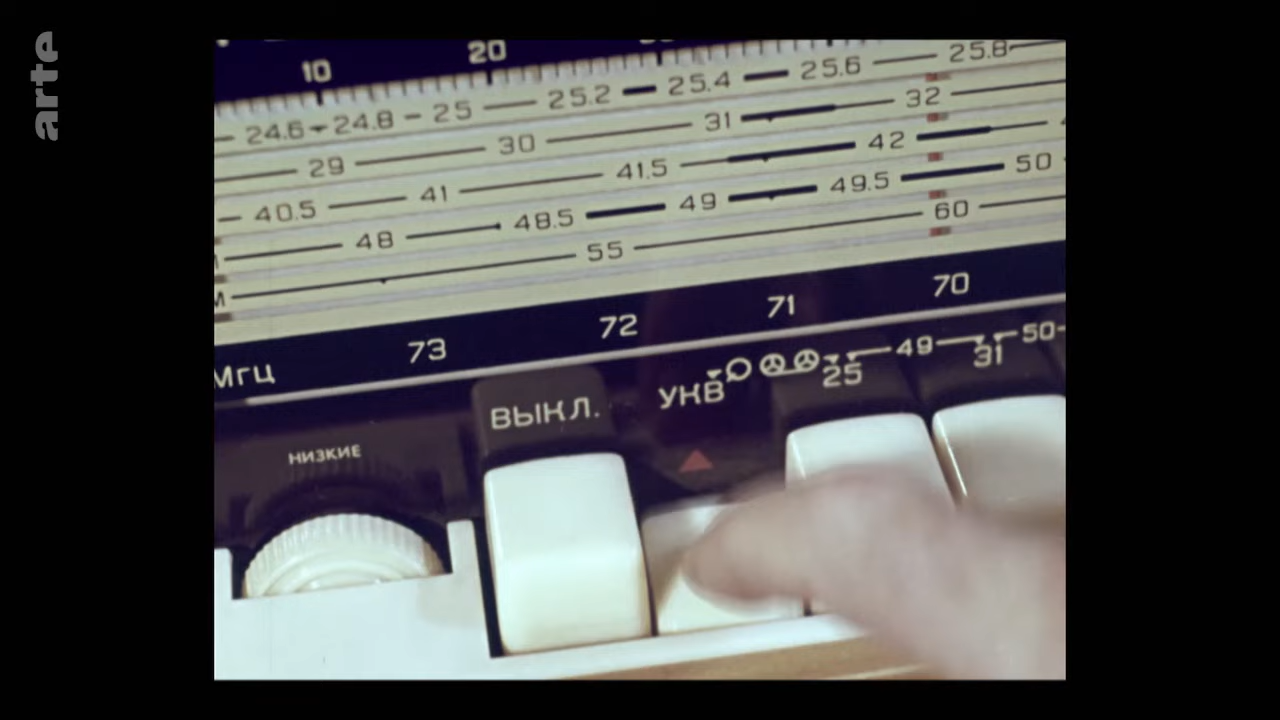 arte
10 20
24.6 24.8 25 25.2 25.4 25.6 25.8
29 30 31 32
40.5 41 41.5 42
48 48.5 49 49.5 50
55 60
МГЦ 73 72 71 70
НИЗКИЕ
ВЫКЛ.
УКВ
25 49 31 50